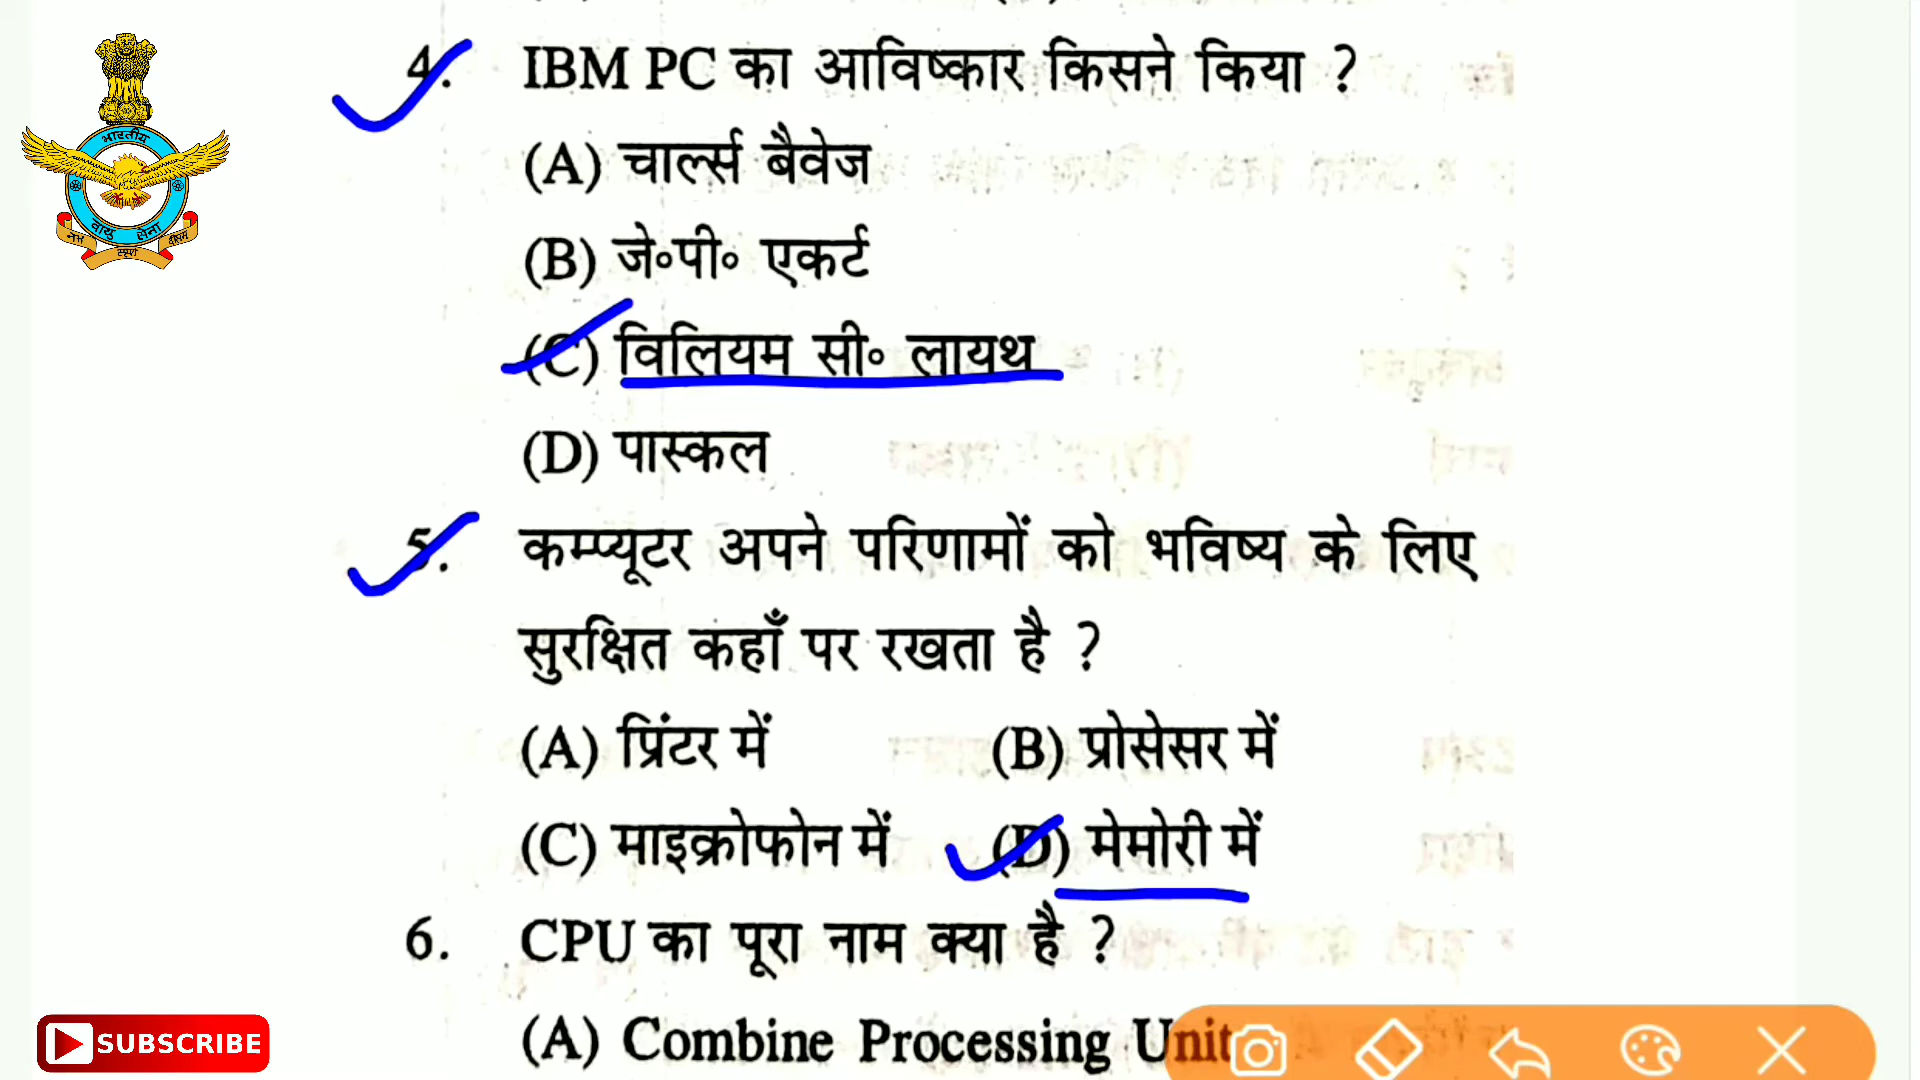 भारतीय
वायु सेना
4. IBM PC का आविष्कार किसने किया ?
(A) चार्ल्स बैवेज
(B) जे॰पी॰ एकर्ट
(C) विलियम सी॰ लायथ
(D) पास्कल
5. कम्प्यूटर अपने परिणामों को भविष्य के लिए
सुरक्षित कहाँ पर रखता है ?
(A) प्रिंटर में (B) प्रोसेसर में
(C) माइक्रोफोन में (D) मेमोरी में
6. CPU का पूरा नाम क्या है ?
(A) Combine Processing Unit
SUBSCRIBE